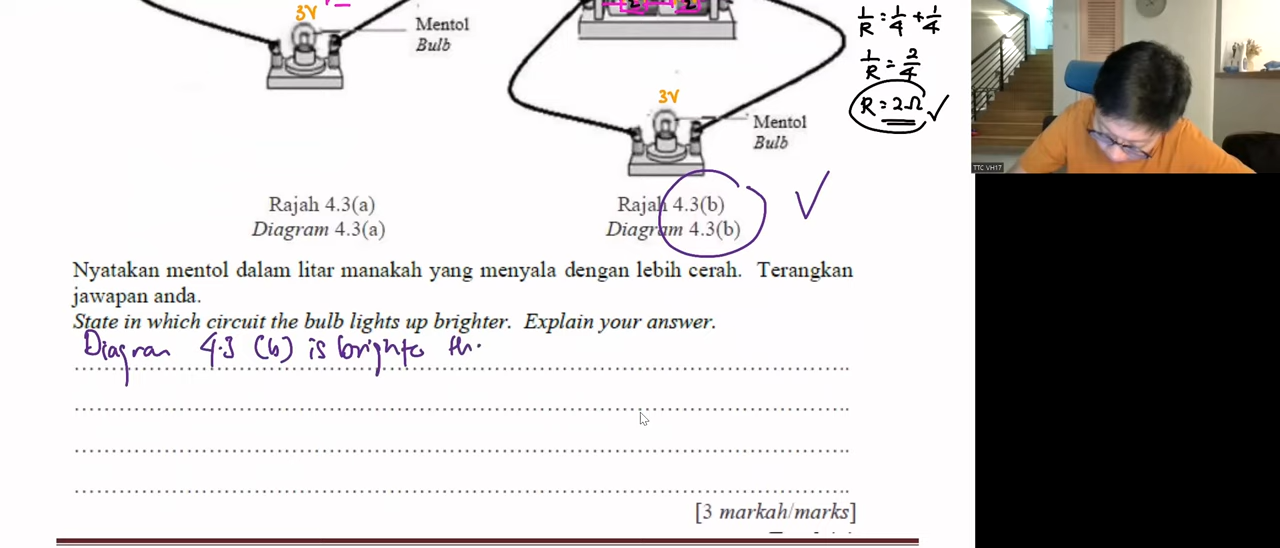 3V
Mentol
Bulb
3V
Mentol
Bulb
1/R = 1/4 + 1/4
1/R = 2/4
R = 2Ω ✓
TTC VH17
Rajah 4.3(a)
Diagram 4.3(a)
Rajah 4.3(b)
Diagram 4.3(b)
Nyatakan mentol dalam litar manakah yang menyala dengan lebih cerah. Terangkan
jawapan anda.
State in which circuit the bulb lights up brighter. Explain your answer.
Diagram 4.3 (b) is brighter th
[3 markah/marks]